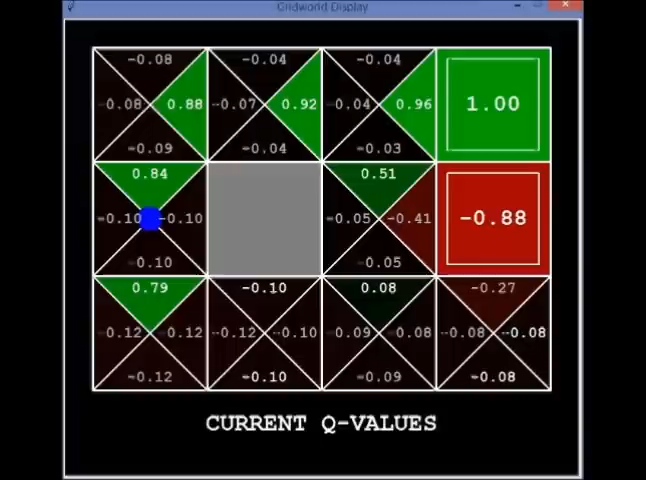 Gridworld Display
-0.08 -0.04 -0.04
-0.08 0.88 -0.07 0.92 -0.04 0.96 1.00
-0.09 -0.04 -0.03
0.84 0.51
-0.10 -0.10 -0.05 -0.41 -0.88
-0.10 -0.05
0.79 -0.10 0.08 -0.27
-0.12 -0.12 -0.12 -0.10 -0.09 -0.08 -0.08 -0.08
-0.12 -0.10 -0.09 -0.08
CURRENT Q-VALUES